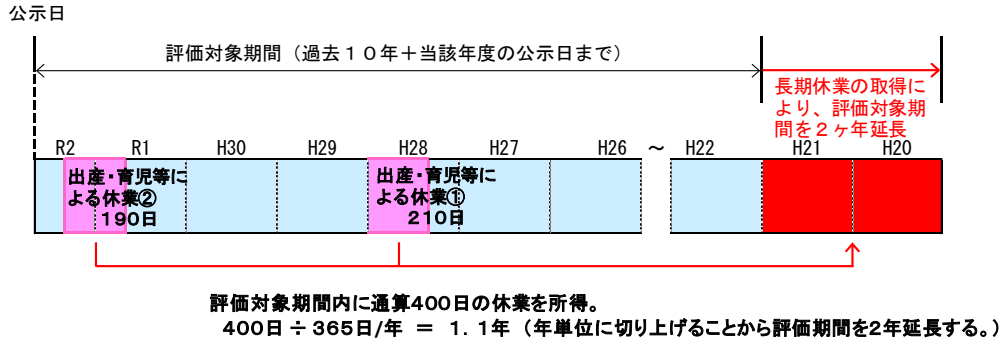 公示日
評価対象期間（過去１０年＋当該年度の公示日まで）
長期休業の取得に
より、評価対象期
間を２ヶ年延長
R2 R1 H30 H29 H28 H27 H26 ～ H22 H21 H20
出産・育児等に
よる休業②
190日
出産・育児等に
よる休業①
210日
評価対象期間内に通算400日の休業を所得。
400日 ÷ 365日/年 ＝ 1．1年（年単位に切り上げることから評価期間を2年延長する。）